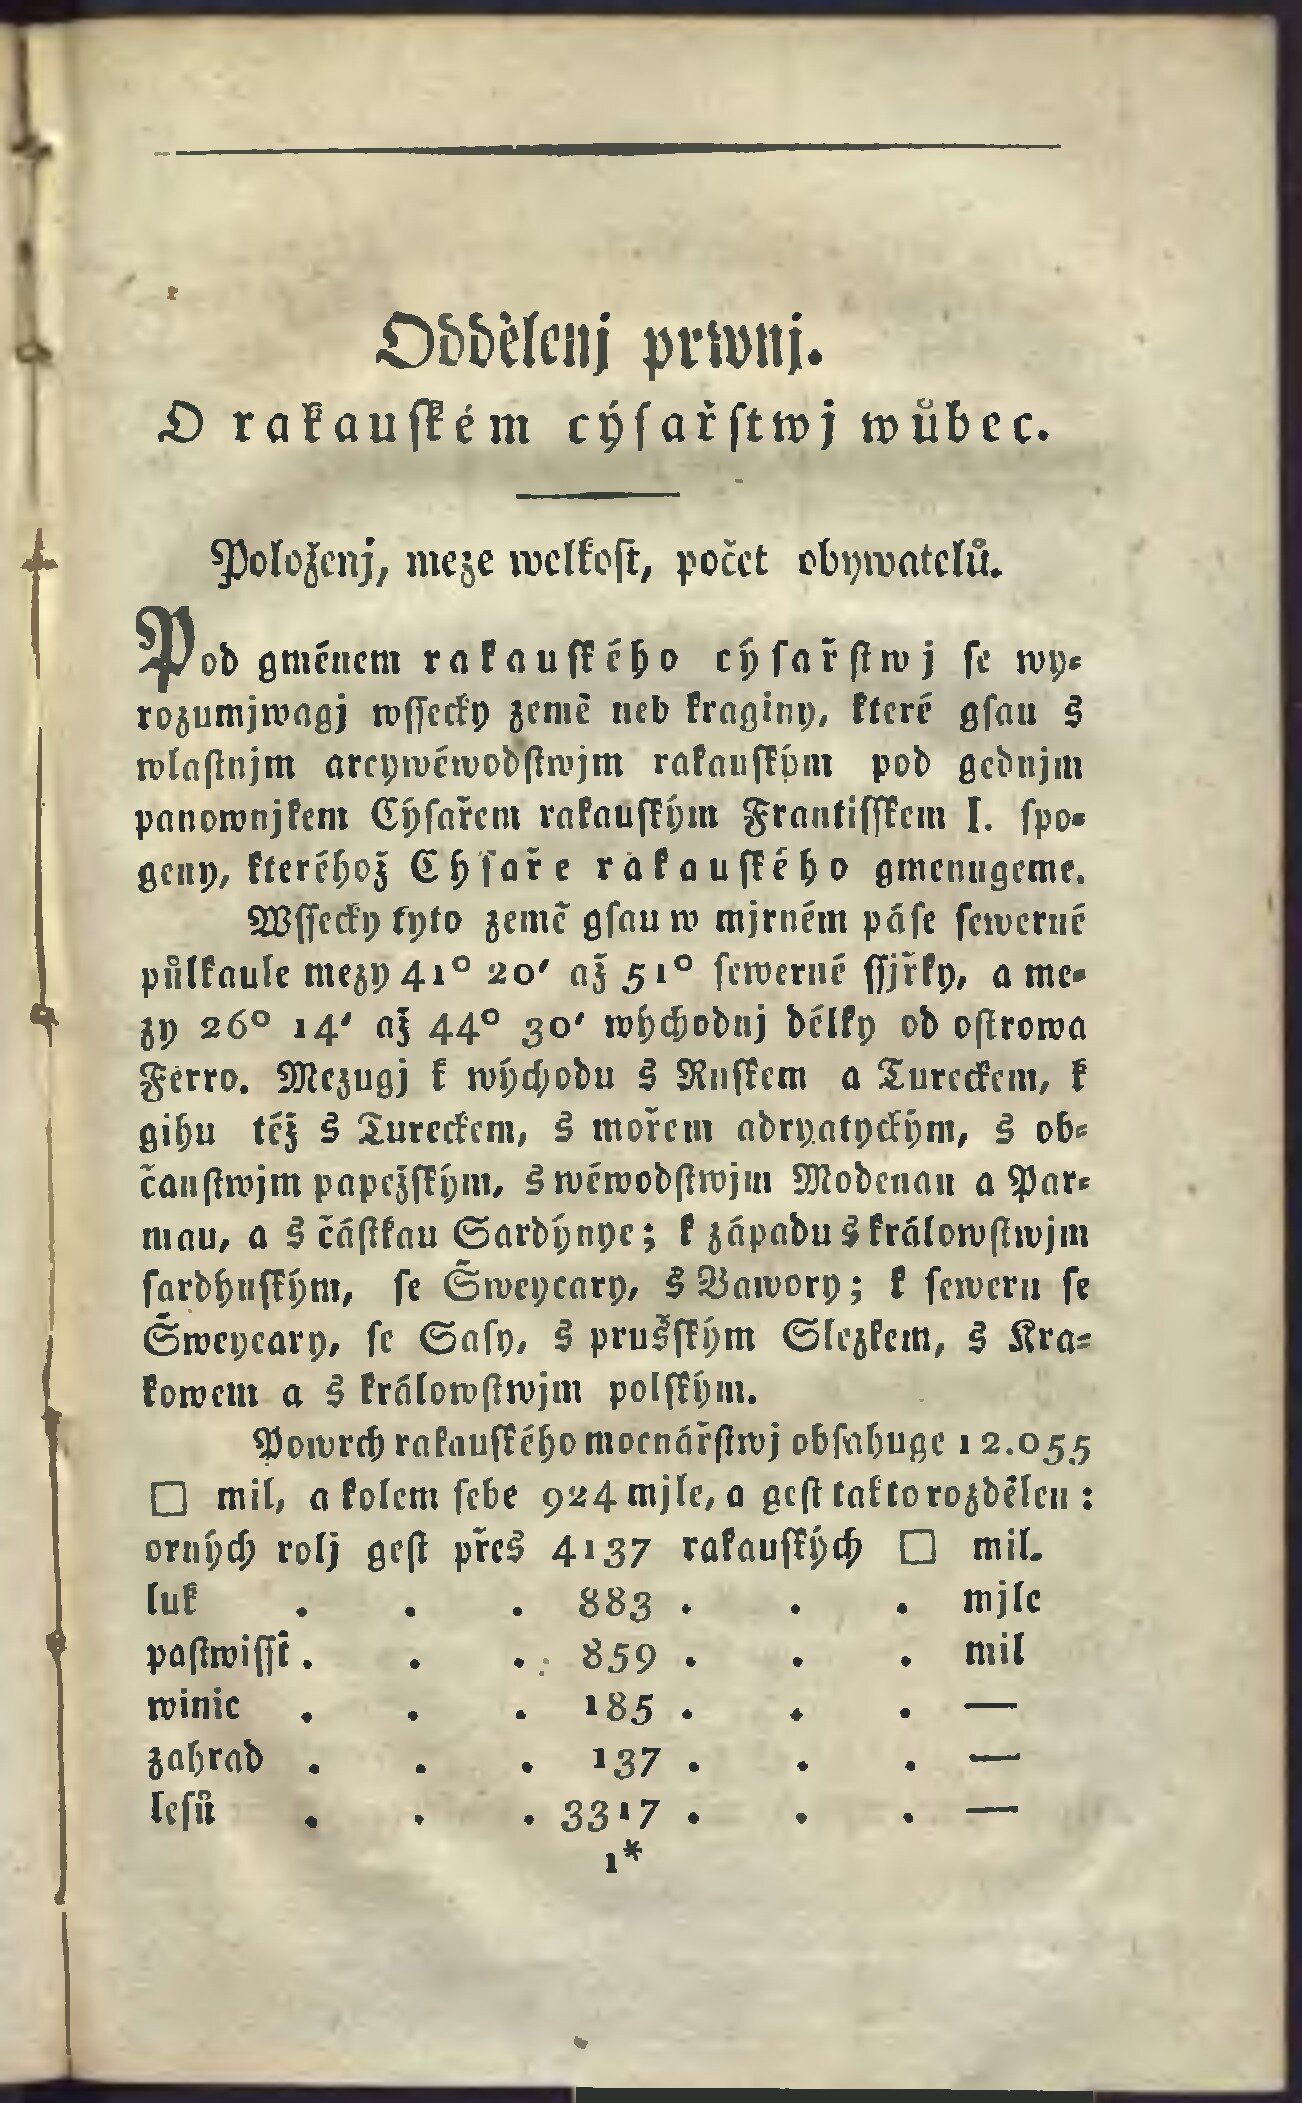 Oddělenj prwnj.
O rakauském cýsařstwj wůbec.
Položenj, meze welkost, počet obywatelů.
Pod gménem rakauského cýsařstwj se wy-
rozumjwagj wssecky země neb kraginy, které gsau s
wlastnjm arcywéwodstwjm rakauským pod gednjm
panownjkem Cýsařem rakauským Frantisskem I. spo-
geny, kteréhož Cysaře rakauského gmenugeme.
Wssecky tyto země gsau w mjrném páse sewerné
půlkaule mezy 41° 20′ až 51° sewerné ssjřky, a me-
zy 26° 14′ až 44° 30′ wýchodnj délky od ostrowa
Ferro. Mezugj k wýchodu s Ruskem a Tureckem, k
gihu též s Tureckem, s mořem adryatyckým, s ob-
čanstwjm papežským, s wéwodstwjm Modenau a Par-
mau, a s částkau Sardýnye; k západu s králowstwjm
sardynským, se Šweycary, s Bawory; k seweru se
Šweycary, se Sasy, s prušským Slezkem, s Kra-
kowem a s králowstwjm polským.
Powrch rakauského mocnářstwj obsahuge 12.055
□ mil, a kolem sebe 924 mjle, a gest takto rozdělen:
orných rolj gest přes 4137 rakauských □ mil.
luk . . . 883 . . . mjle
pastwisst . . . 859 . . . mil
winic . . . 185 . . . —
zahrad . . . 137 . . . —
lesů . . . 3317 . . . —
1*